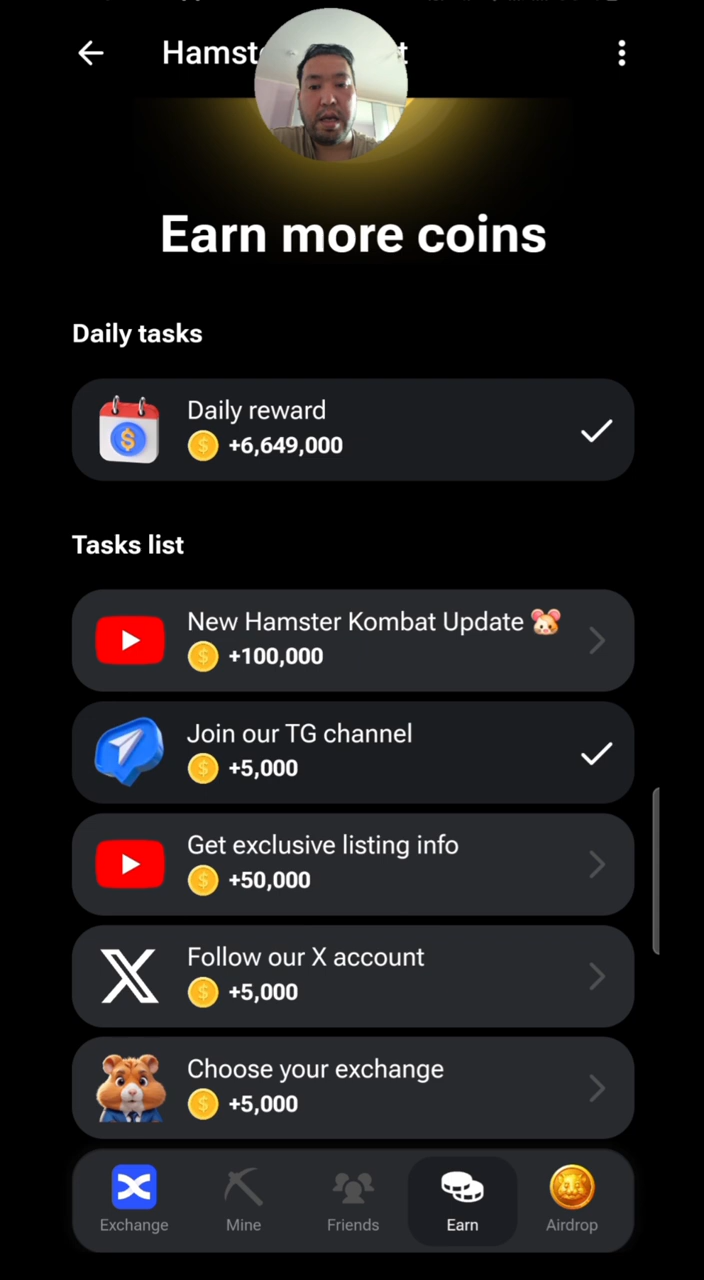 Hamst t
Earn more coins
Daily tasks
Daily reward
+6,649,000
Tasks list
New Hamster Kombat Update
+100,000
Join our TG channel
+5,000
Get exclusive listing info
+50,000
Follow our X account
+5,000
Choose your exchange
+5,000
Exchange Mine Friends Earn Airdrop